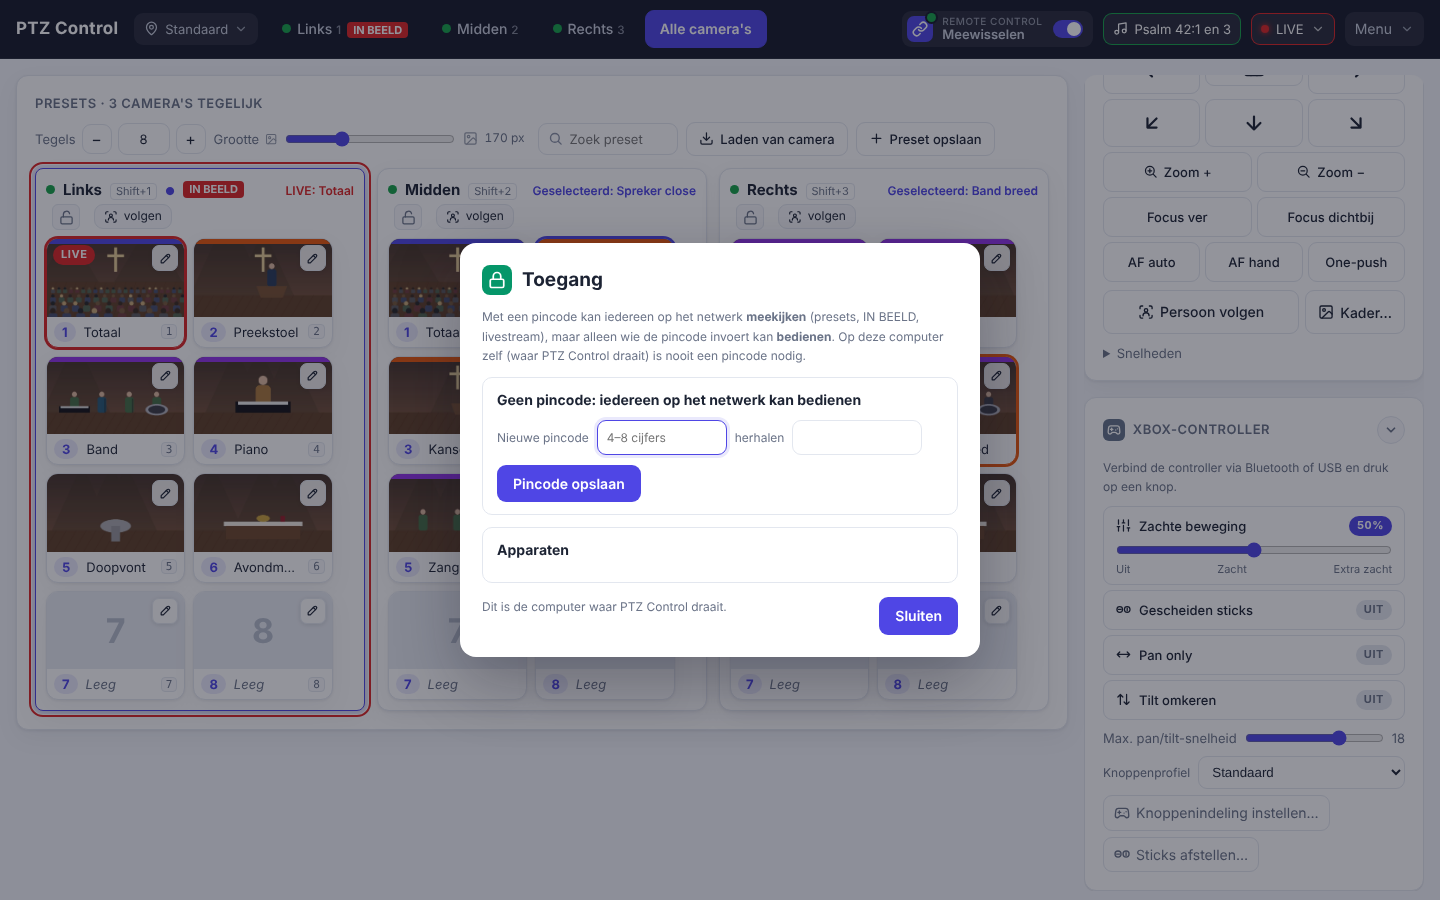 PTZ Control
Standaard
Links 1 IN BEELD
Midden 2
Rechts 3
Alle camera's
REMOTE CONTROL
Meewisselen
Psalm 42:1 en 3
LIVE
Menu
PRESETS · 3 CAMERA'S TEGELIJK
Tegels − 8 + Grootte 170 px
Zoek preset
Laden van camera
Preset opslaan
Links Shift+1 IN BEELD LIVE: Totaal
volgen
LIVE
1 Totaal 1
2 Preekstoel 2
3 Band 3
4 Piano 4
5 Doopvont 5
6 Avondm... 6
7
7 Leeg 7
8
8 Leeg 8
Midden Shift+2 Geselecteerd: Spreker close
volgen
1
3
5
7 Leeg
8 Leeg
Rechts Shift+3 Geselecteerd: Band breed
volgen
7 Leeg
8 Leeg
Toegang
Met een pincode kan iedereen op het netwerk meekijken (presets, IN BEELD,
livestream), maar alleen wie de pincode invoert kan bedienen. Op deze computer
zelf (waar PTZ Control draait) is nooit een pincode nodig.
Geen pincode: iedereen op het netwerk kan bedienen
Nieuwe pincode 4–8 cijfers herhalen
Pincode opslaan
Apparaten
Dit is de computer waar PTZ Control draait.
Sluiten
Zoom +
Zoom −
Focus ver
Focus dichtbij
AF auto
AF hand
One-push
Persoon volgen
Kader...
Snelheden
XBOX-CONTROLLER
Verbind de controller via Bluetooth of USB en druk
op een knop.
Zachte beweging 50%
Uit Zacht Extra zacht
Gescheiden sticks UIT
Pan only UIT
Tilt omkeren UIT
Max. pan/tilt-snelheid 18
Knoppenprofiel Standaard
Knoppenindeling instellen...
Sticks afstellen...